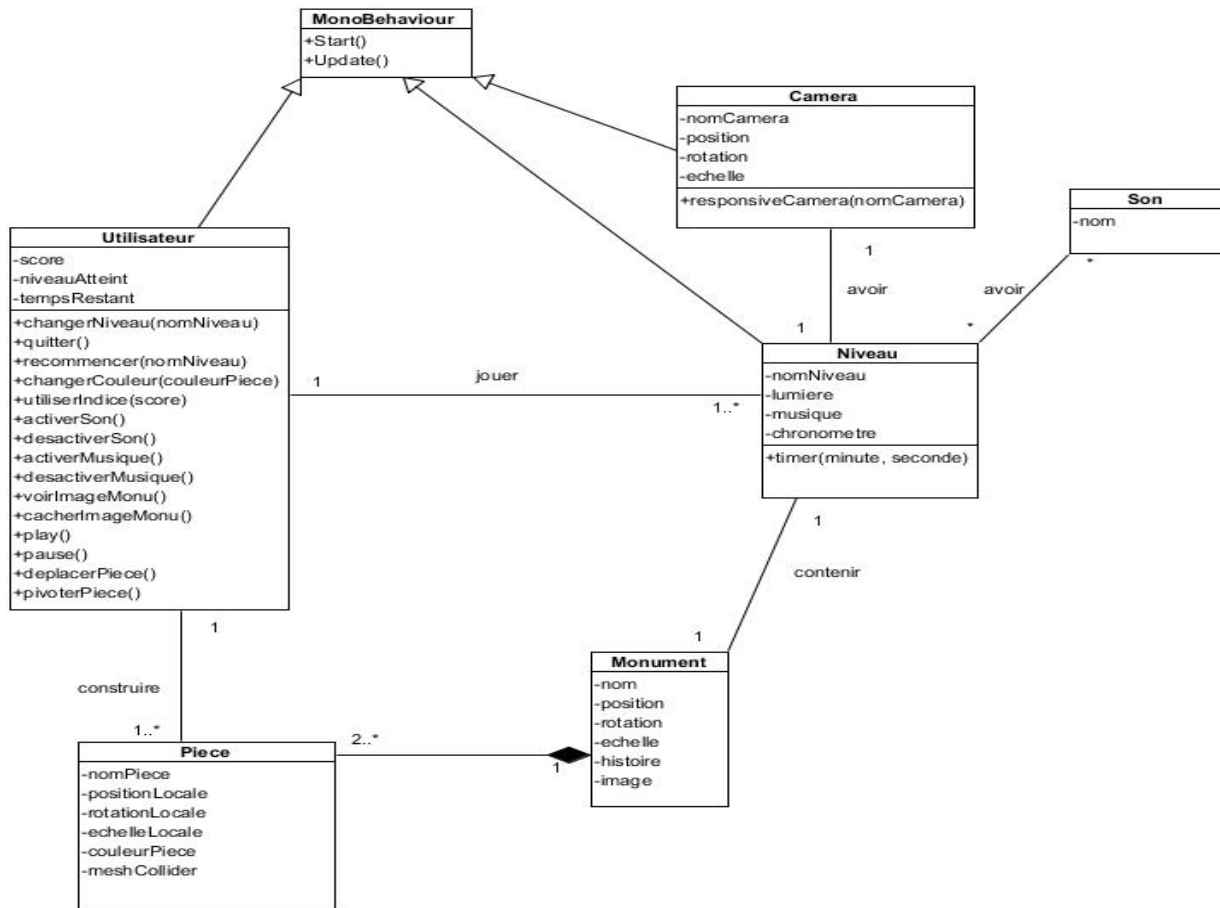 MonoBehaviour
+Start()
+Update()
Camera
-nomCamera
-position
-rotation
-echelle
+responsiveCamera(nomCamera)
Son
-nom
Utilisateur
-score
-niveauAtteint
-tempsRestant
+changerNiveau(nomNiveau)
+quitter()
+recommencer(nomNiveau)
+changerCouleur(couleurPiece)
+utiliserIndice(score)
+activerSon()
+desactiverSon()
+activerMusique()
+desactiverMusique()
+voirImageMonu()
+cacherImageMonu()
+play()
+pause()
+deplacerPiece()
+pivoterPiece()
1
avoir
1
*
avoir
*
Niveau
-nomNiveau
-lumiere
-musique
-chronometre
+timer(minute, seconde)
1
jouer
1..*
1
contenir
1
Monument
-nom
-position
-rotation
-echelle
-histoire
-image
1
construire
1..*
2..*
1
Piece
-nomPiece
-positionLocale
-rotationLocale
-echelleLocale
-couleurPiece
-meshCollider